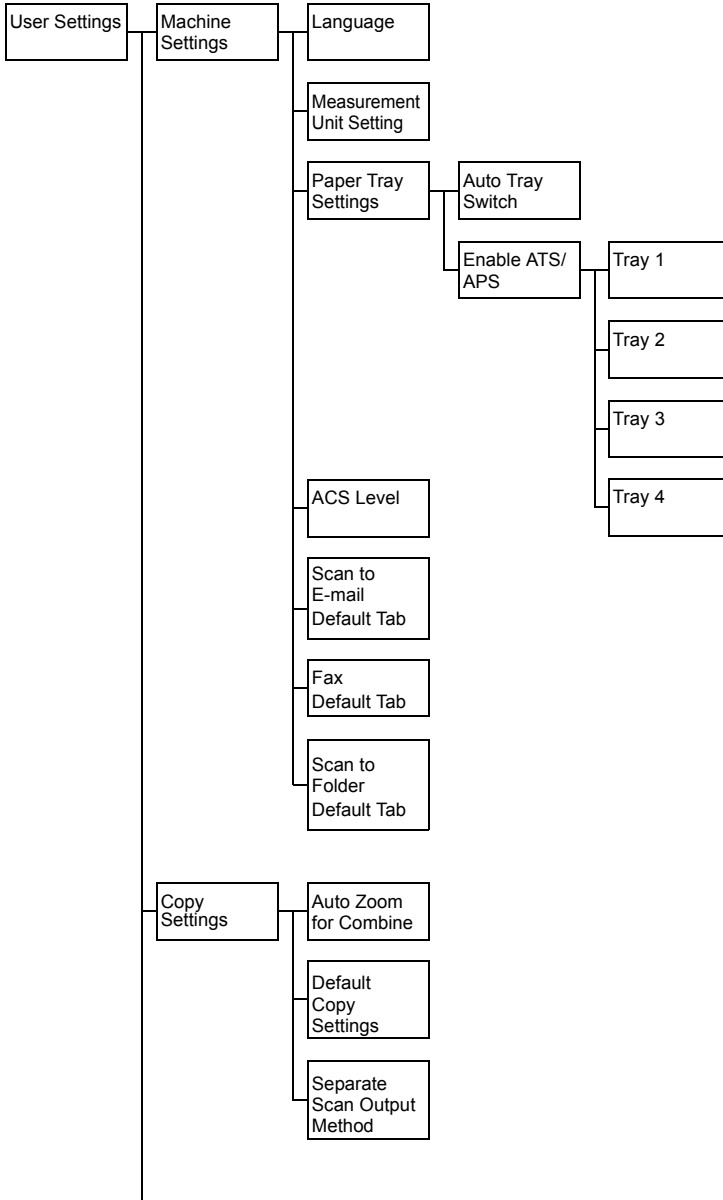 User Settings
Machine
Settings
Language
Measurement
Unit Setting
Paper Tray
Settings
Auto Tray
Switch
Enable ATS/
APS
Tray 1
Tray 2
Tray 3
Tray 4
ACS Level
Scan to
E-mail
Default Tab
Fax
Default Tab
Scan to
Folder
Default Tab
Copy
Settings
Auto Zoom
for Combine
Default
Copy
Settings
Separate
Scan Output
Method